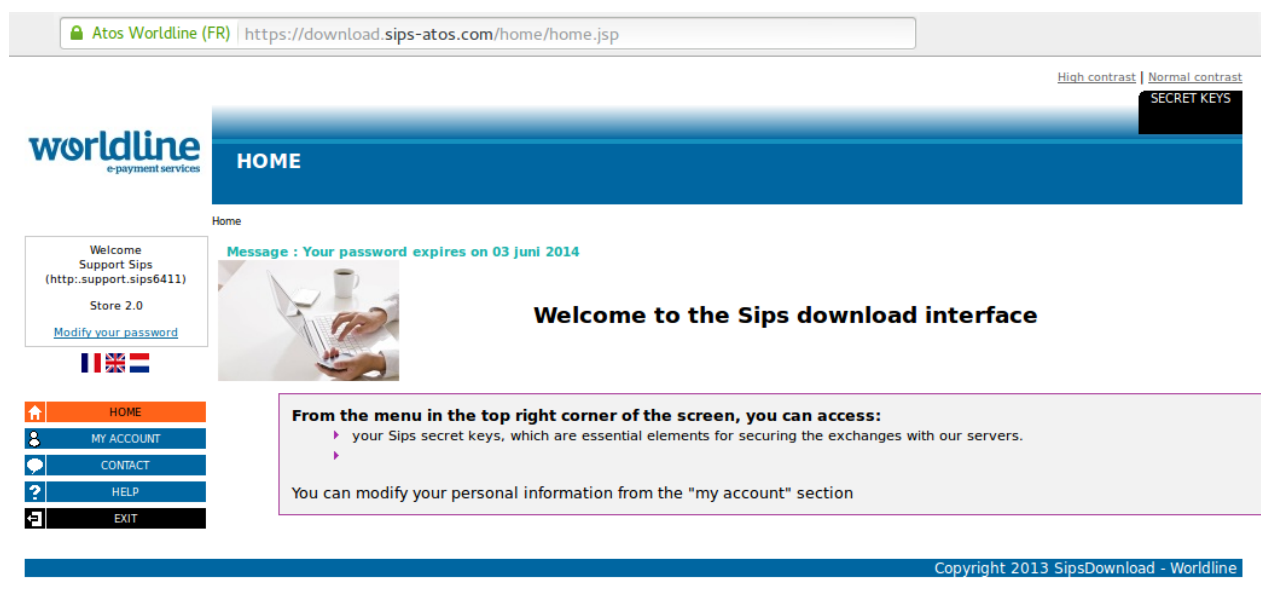 Atos Worldline (FR) https://download.sips-atos.com/home/home.jsp
High contrast | Normal contrast
SECRET KEYS
worldline
e-payment services
HOME
Home
Welcome
Support Sips
(http:.support.sips6411)
Store 2.0
Modify your password
Message : Your password expires on 03 juni 2014
Welcome to the Sips download interface
HOME
MY ACCOUNT
CONTACT
HELP
EXIT
From the menu in the top right corner of the screen, you can access:
your Sips secret keys, which are essential elements for securing the exchanges with our servers.
You can modify your personal information from the "my account" section
Copyright 2013 SipsDownload - Worldline